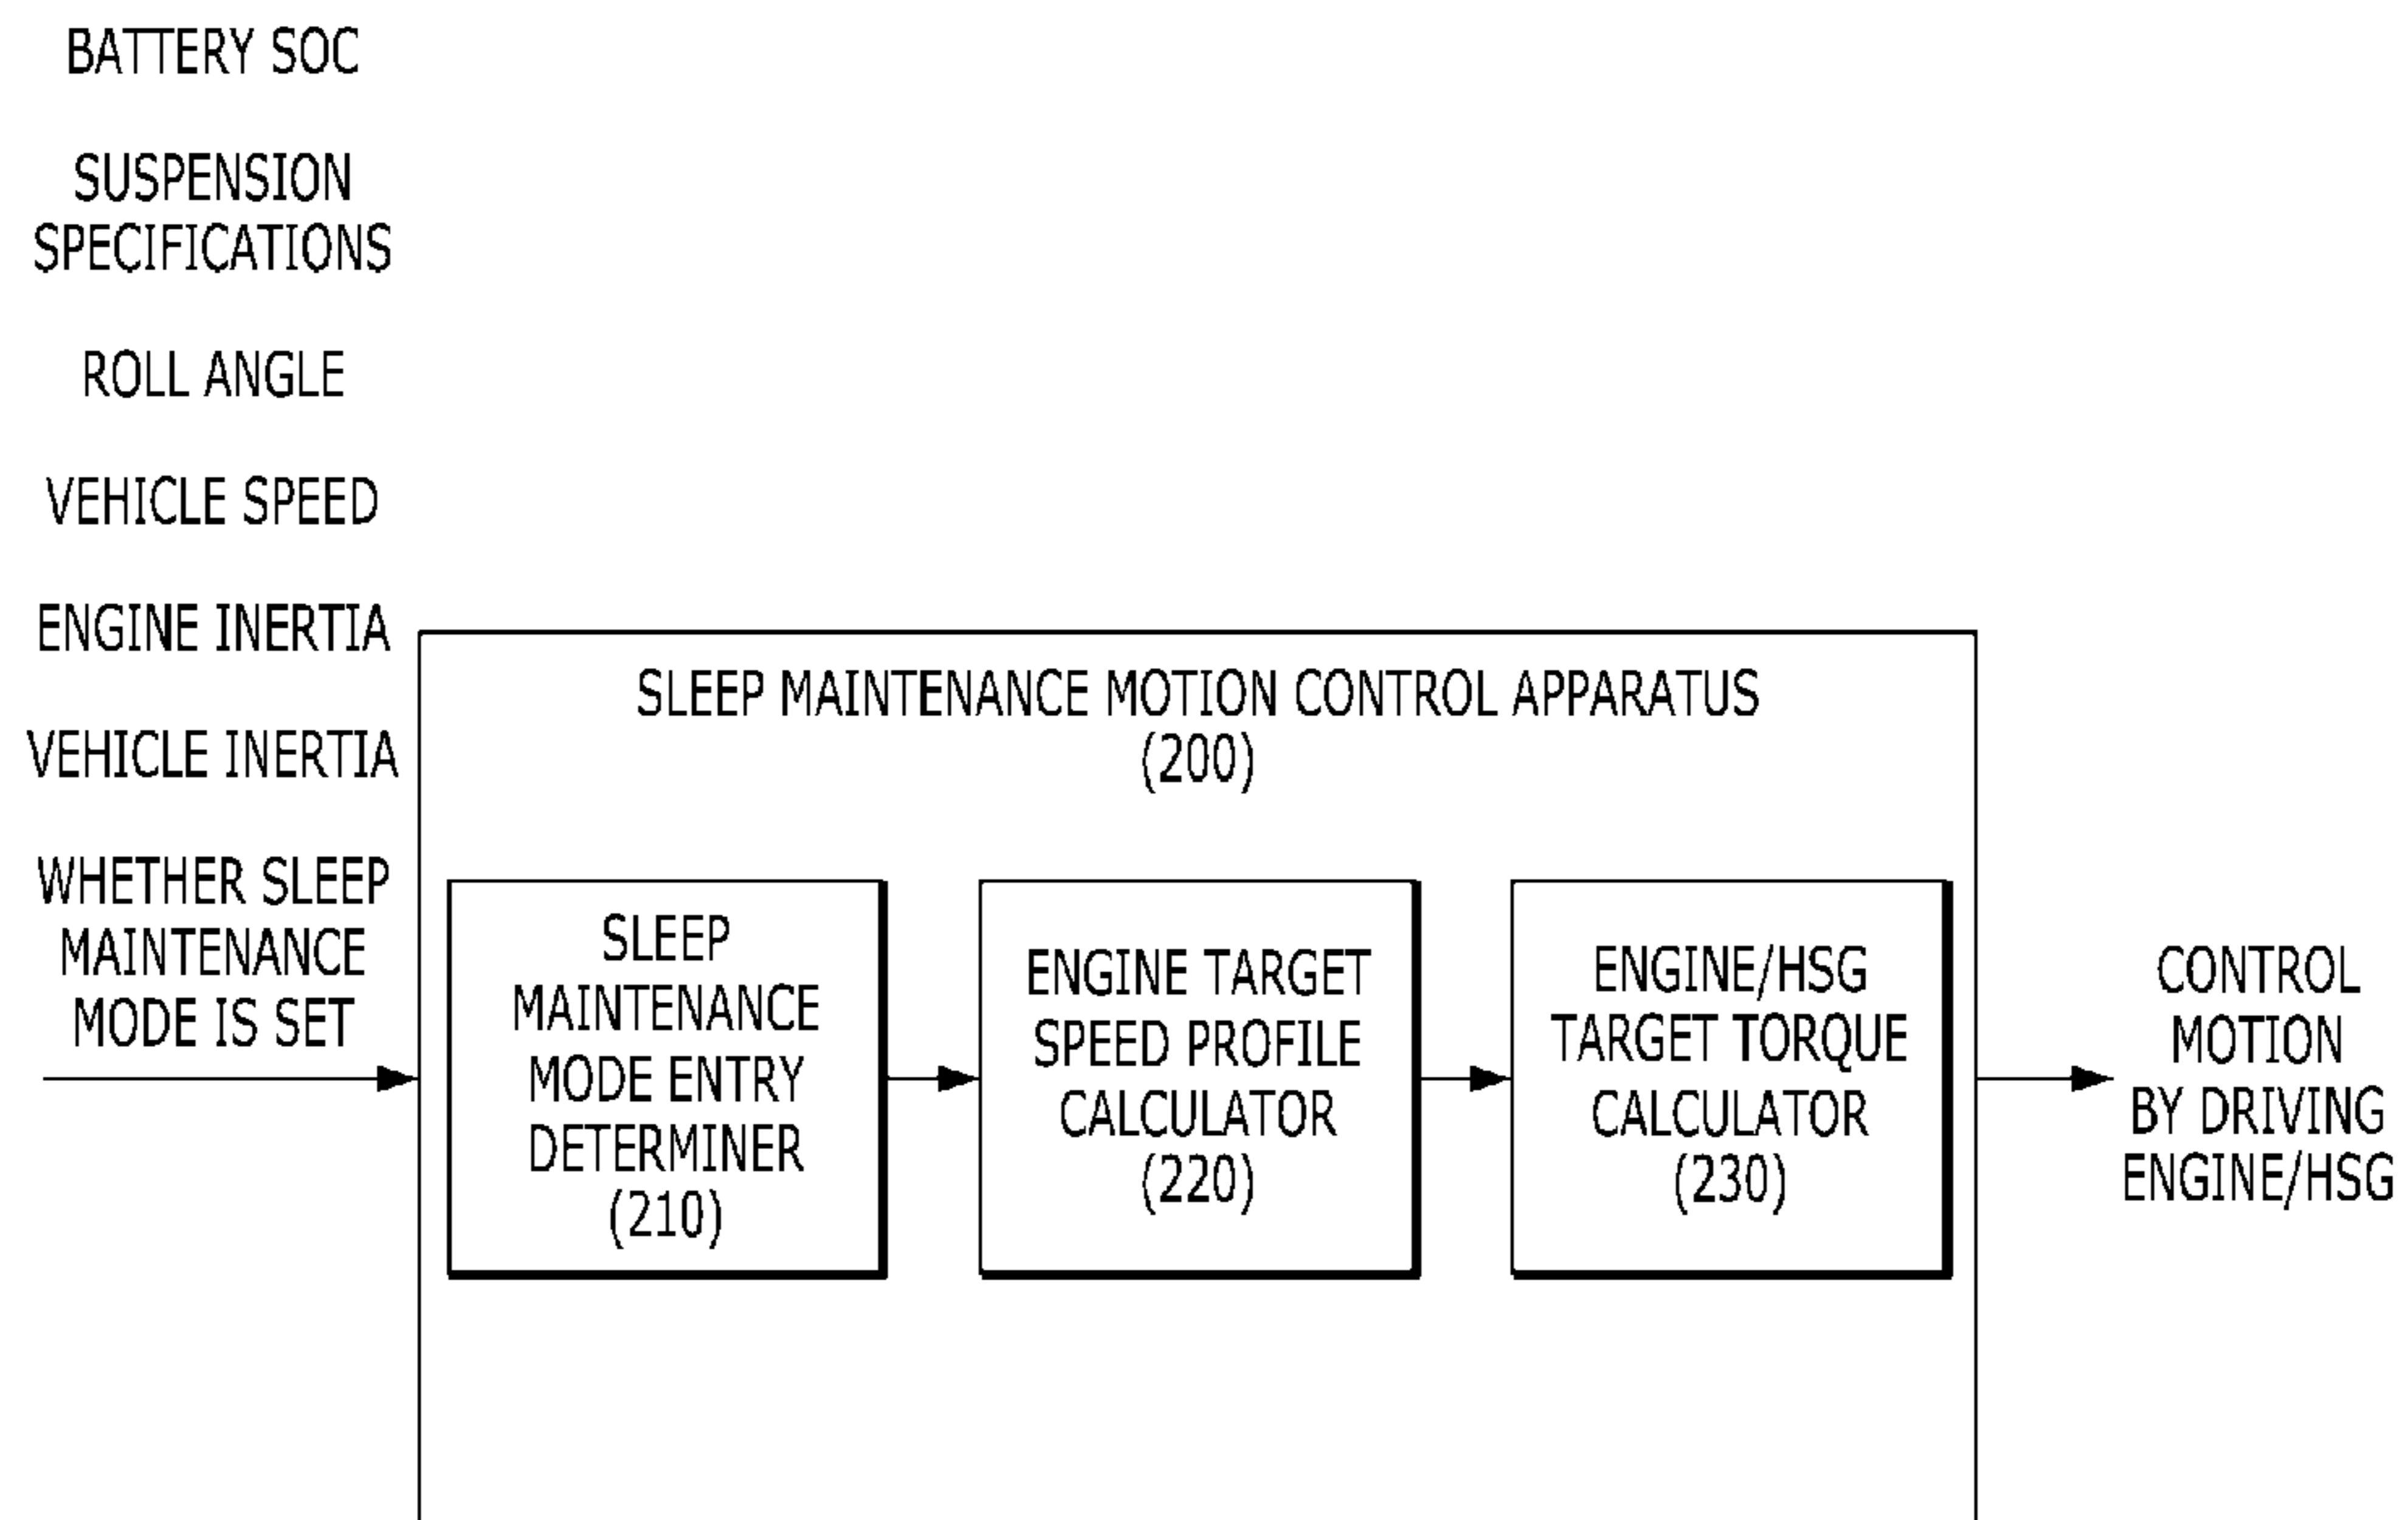 BATTERY SOC
SUSPENSION
SPECIFICATIONS
ROLL ANGLE
VEHICLE SPEED
ENGINE INERTIA
VEHICLE INERTIA
WHETHER SLEEP
MAINTENANCE
MODE IS SET
SLEEP MAINTENANCE MOTION CONTROL APPARATUS
(200)
SLEEP
MAINTENANCE
MODE ENTRY
DETERMINER
(210)
ENGINE TARGET
SPEED PROFILE
CALCULATOR
(220)
ENGINE/HSG
TARGET TORQUE
CALCULATOR
(230)
CONTROL
MOTION
BY DRIVING
ENGINE/HSG